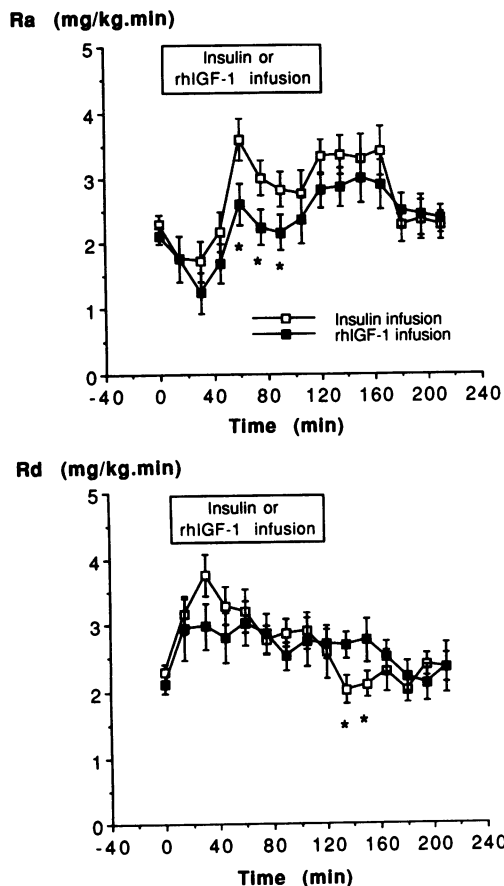 Ra (mg/kg.min)
Insulin or
rhIGF-1 infusion
5
4
3
2
1
0
* * *
Insulin infusion
rhIGF-1 infusion
-40 0 40 80 120 160 200 240
Time (min)
Rd (mg/kg.min)
Insulin or
rhIGF-1 infusion
5
4
3
2
1
0
* *
-40 0 40 80 120 160 200 240
Time (min)